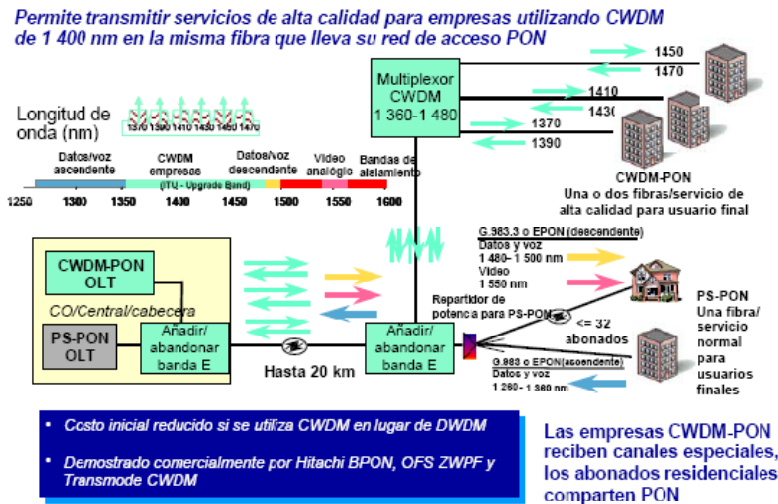 Permite transmitir servicios de alta calidad para empresas utilizando CWDM
de 1 400 nm en la misma fibra que lleva su red de acceso PON
Multiplexor
CWDM
1 360-1 480
1450
1470
1410
1430
1370
1390
Longitud de
onda (nm)
1370 1390 1410 1430 1450 1470
Datos/voz
ascendente
CWDM
empresas
Datos/voz
descendente
Video
analógio
Bandas de
aislamiento
(ITU - Upgrade Band)
1250 1300 1350 1400 1450 1500 1550 1600
CWDM-PON
Una o dos fibras/servicio de
alta calidad para usuario final
G.983.3 o EPON (descendente)
Datos y voz
1 480– 1 500 nm
Video
1 550 nm
CWDM-PON
OLT
CO/Central/cabecera
PS-PON
OLT
Añadir/
abandonar
banda E
Hasta 20 km
Añadir/
abandonar
banda E
Repartidor de
potencia para PS-PON
<= 32
abonados
G.983 o EPON(ascendente)
Datos y voz
1 260– 1 360 nm
PS-PON
Una fibra/
servicio
normal
para
usuarios
finales
• Costo inicial reducido si se utiliza CWDM en lugar de DWDM
• Demostrado comercialmente por Hitachi BPON, OFS ZWPF y
Transmode CWDM
Las empresas CWDM-PON
reciben canales especiales,
los abonados residenciales
comparten PON